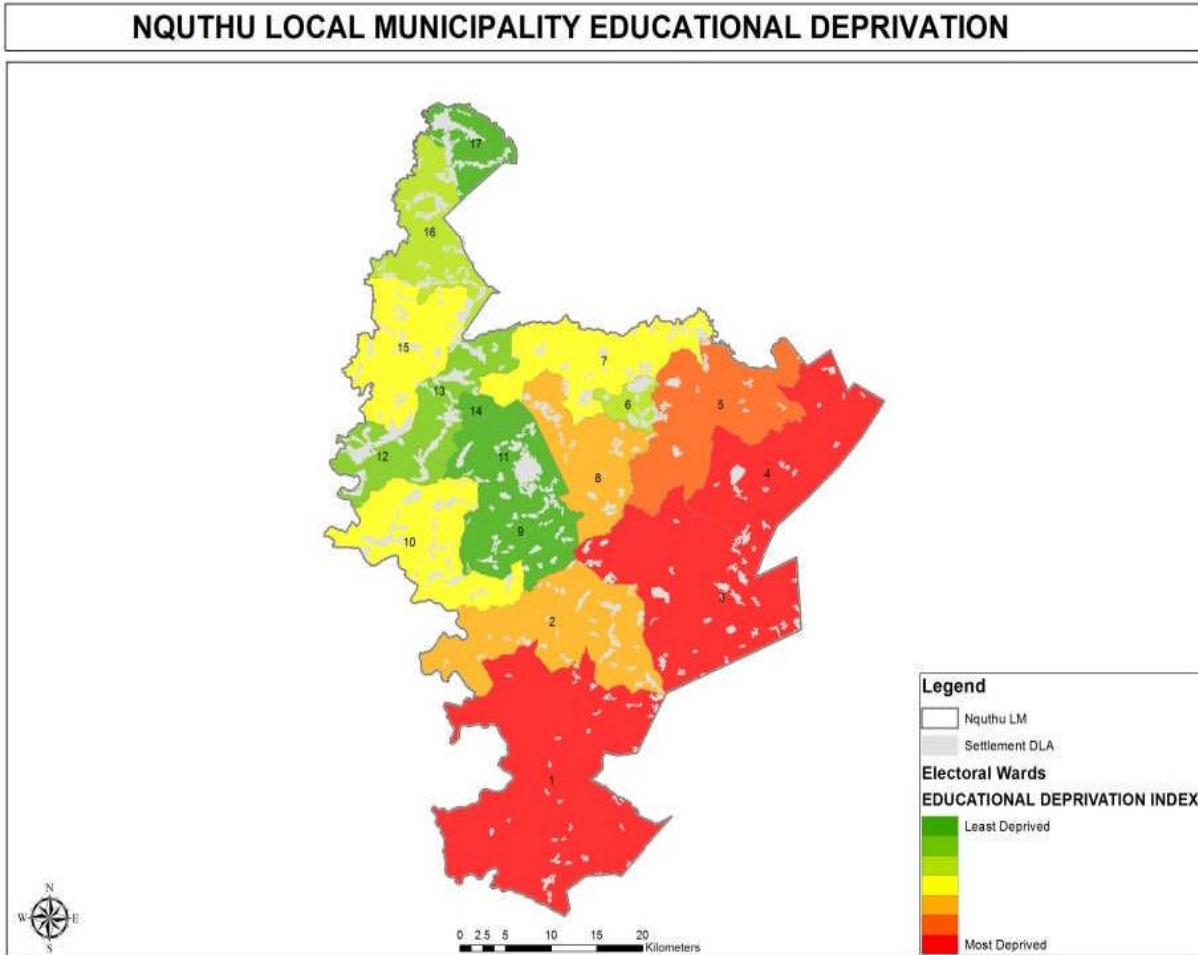 NQUTHU LOCAL MUNICIPALITY EDUCATIONAL DEPRIVATION
17
16
15
7
13
6
5
14
12
11
4
8
9
10
3
2
1
Legend
Nquthu LM
Settlement DLA
Electoral Wards
EDUCATIONAL DEPRIVATION INDEX
Least Deprived
Most Deprived
N
W E
S
0 2.5 5 10 15 20
Kilometers